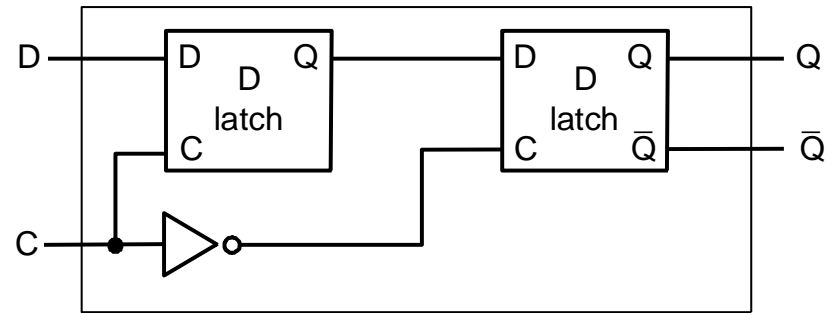 D D Q D Q Q
D D
latch latch
C C Q̅ Q̅
C